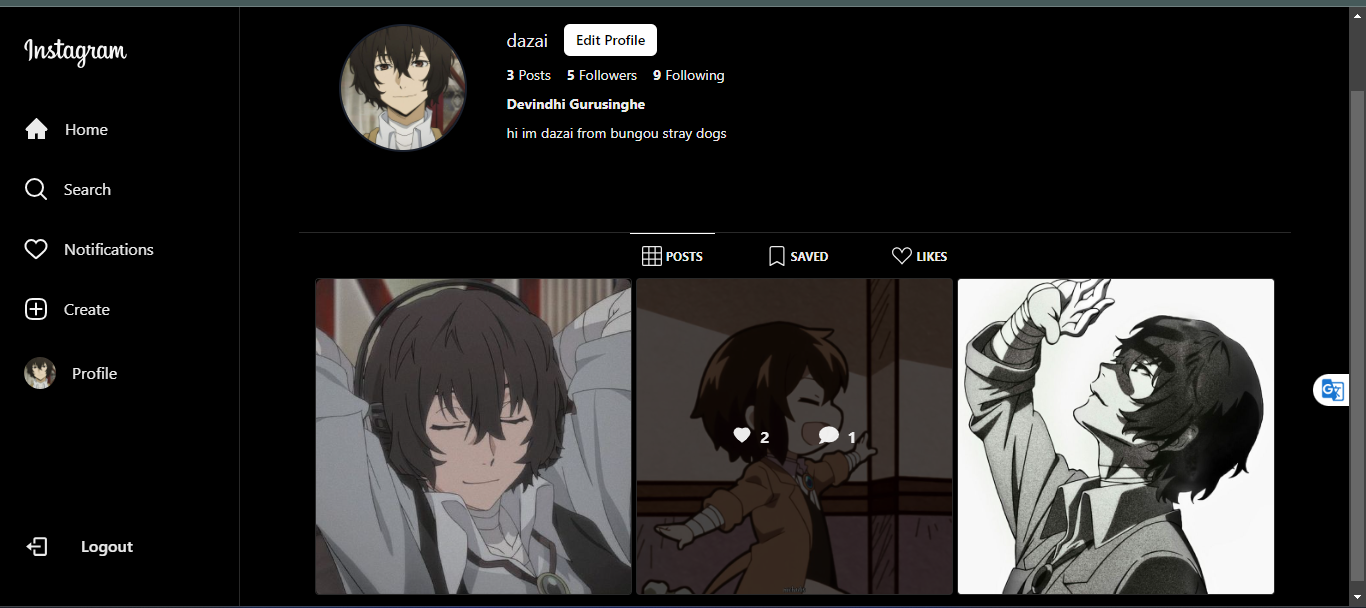 Instagram
Home
Search
Notifications
Create
Profile
Logout
dazai Edit Profile
3 Posts 5 Followers 9 Following
Devindhi Gurusinghe
hi im dazai from bungou stray dogs
POSTS SAVED LIKES
2 1